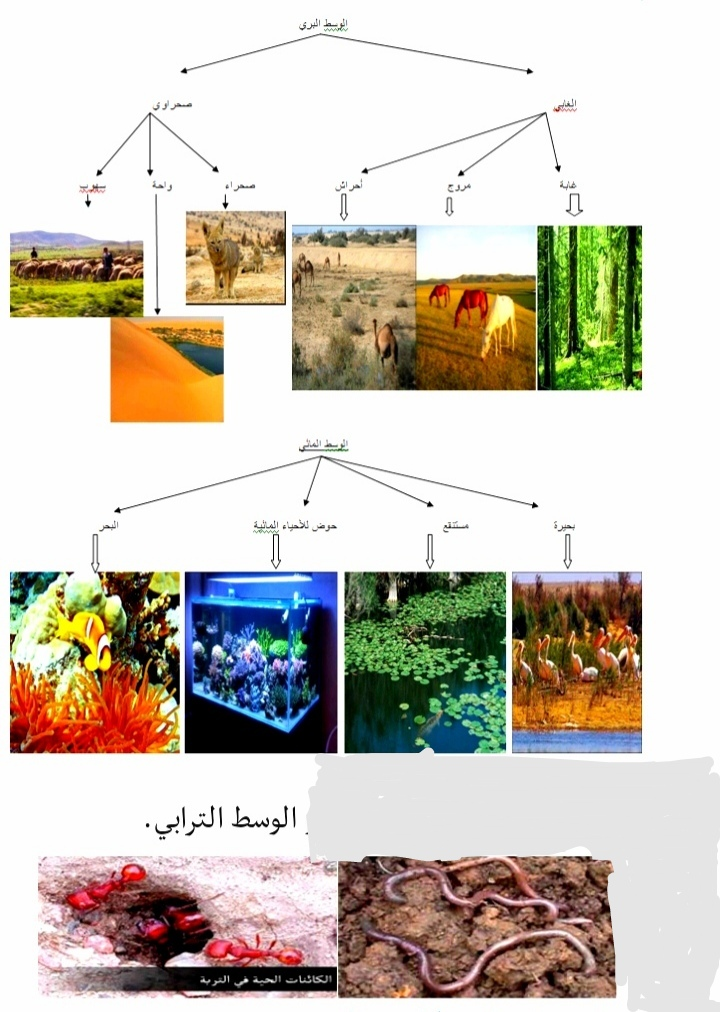 الوسط البري
الغابي
صحراوي
غابة
مروج
أحراش
صحراء
واحة
سهوب
الوسط المائي
بحيرة
مستنقع
حوض للأحياء المائية
البحر
الوسط الترابي.
الكائنات الحية في التربة